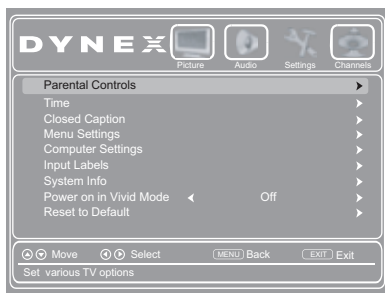 DYNEX
Picture Audio Settings Channels
Parental Controls
Time
Closed Caption
Menu Settings
Computer Settings
Input Labels
System Info
Power on in Vivid Mode Off
Reset to Default
Move Select MENU Back EXIT Exit
Set various TV options